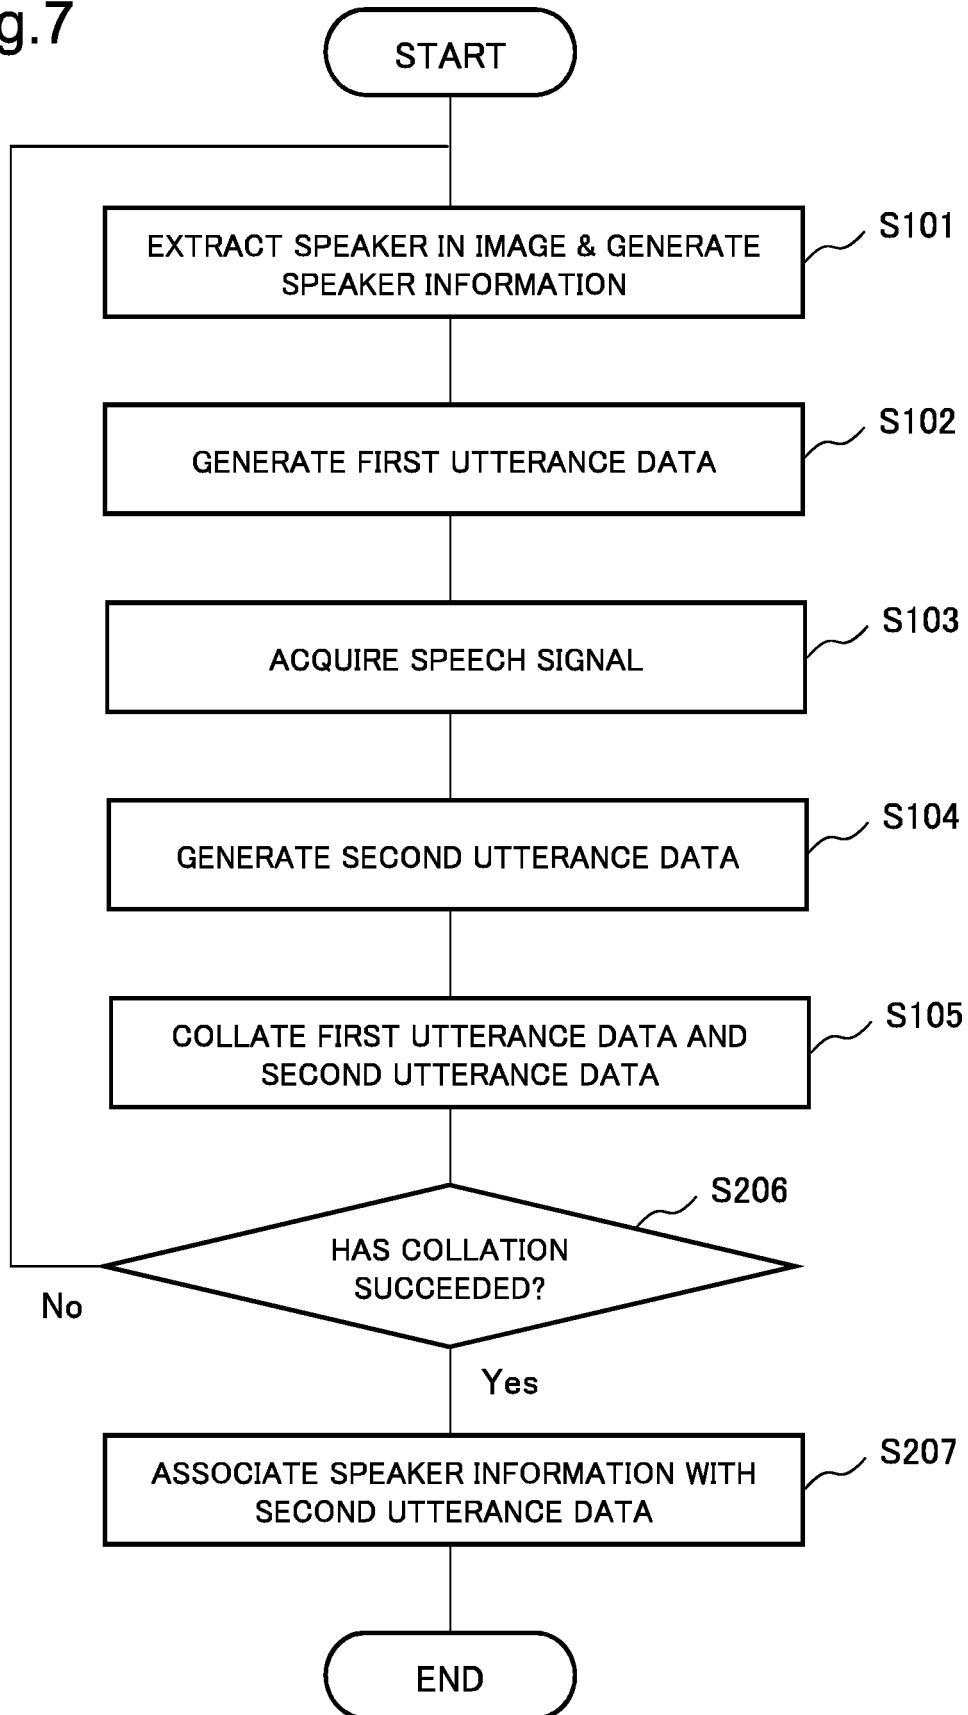 g.7
START
EXTRACT SPEAKER IN IMAGE & GENERATE
SPEAKER INFORMATION
S101
GENERATE FIRST UTTERANCE DATA
S102
ACQUIRE SPEECH SIGNAL
S103
GENERATE SECOND UTTERANCE DATA
S104
COLLATE FIRST UTTERANCE DATA AND
SECOND UTTERANCE DATA
S105
HAS COLLATION
SUCCEEDED?
S206
No
Yes
ASSOCIATE SPEAKER INFORMATION WITH
SECOND UTTERANCE DATA
S207
END